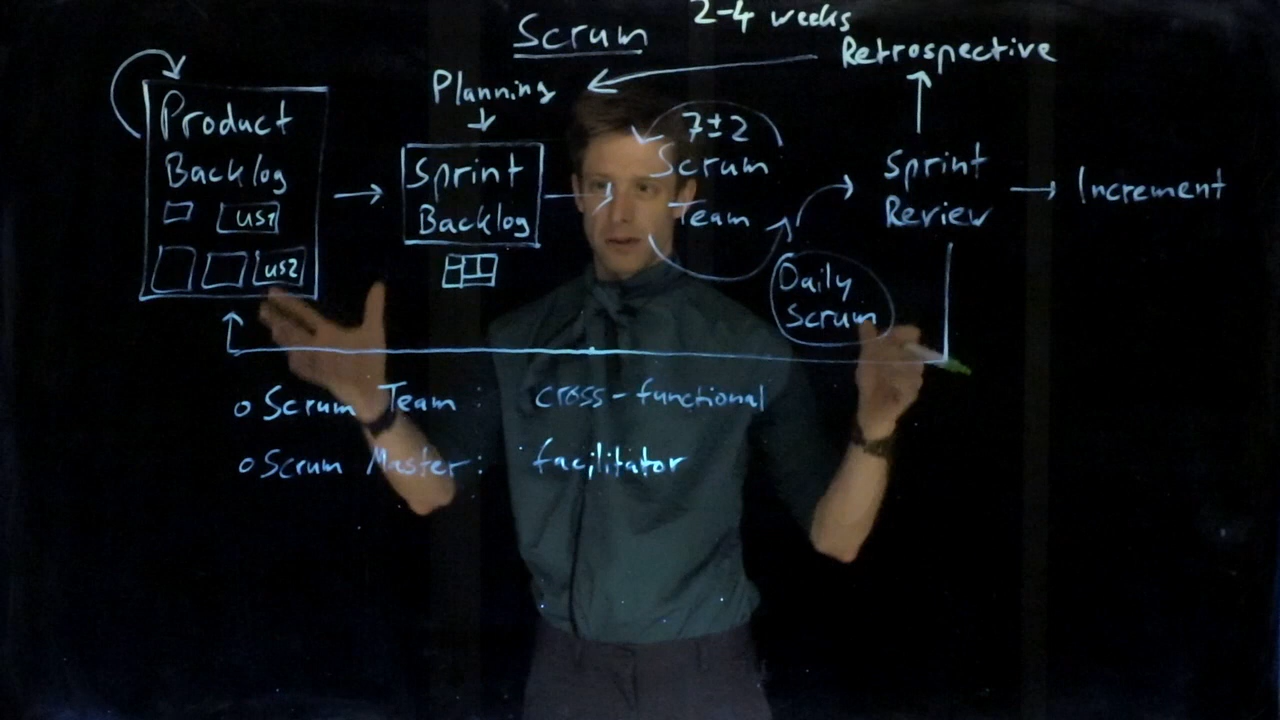 2-4 weeks
Scrum
Retrospective
Planning
Product
Backlog
US1
US2
Sprint
Backlog
7±2
Scrum
Team
Daily
Scrum
Sprint
Review
Increment
Scrum Team : cross-functional
Scrum Master : facilitator